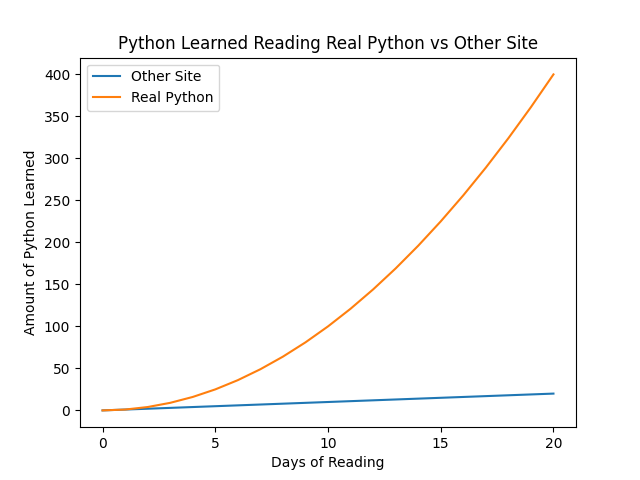 Python Learned Reading Real Python vs Other Site
Other Site
Real Python
400
350
300
250
200
150
100
50
0
Amount of Python Learned
0 5 10 15 20
Days of Reading